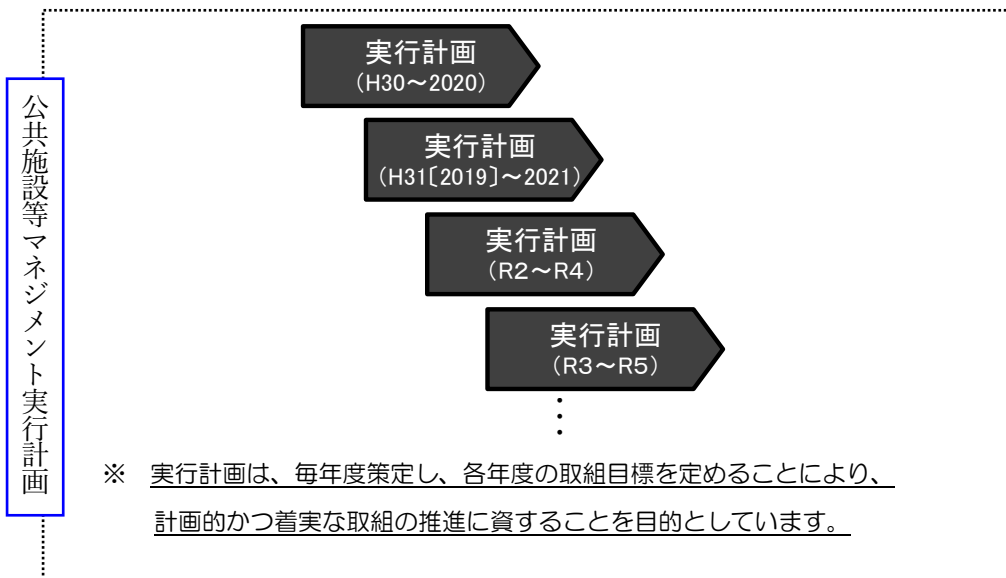 公共施設等マネジメント実行計画
実行計画
（H30～2020）
実行計画
（H31〔2019〕～2021）
実行計画
（R2～R4）
実行計画
（R3～R5）
※　実行計画は、毎年度策定し、各年度の取組目標を定めることにより、
計画的かつ着実な取組の推進に資することを目的としています。